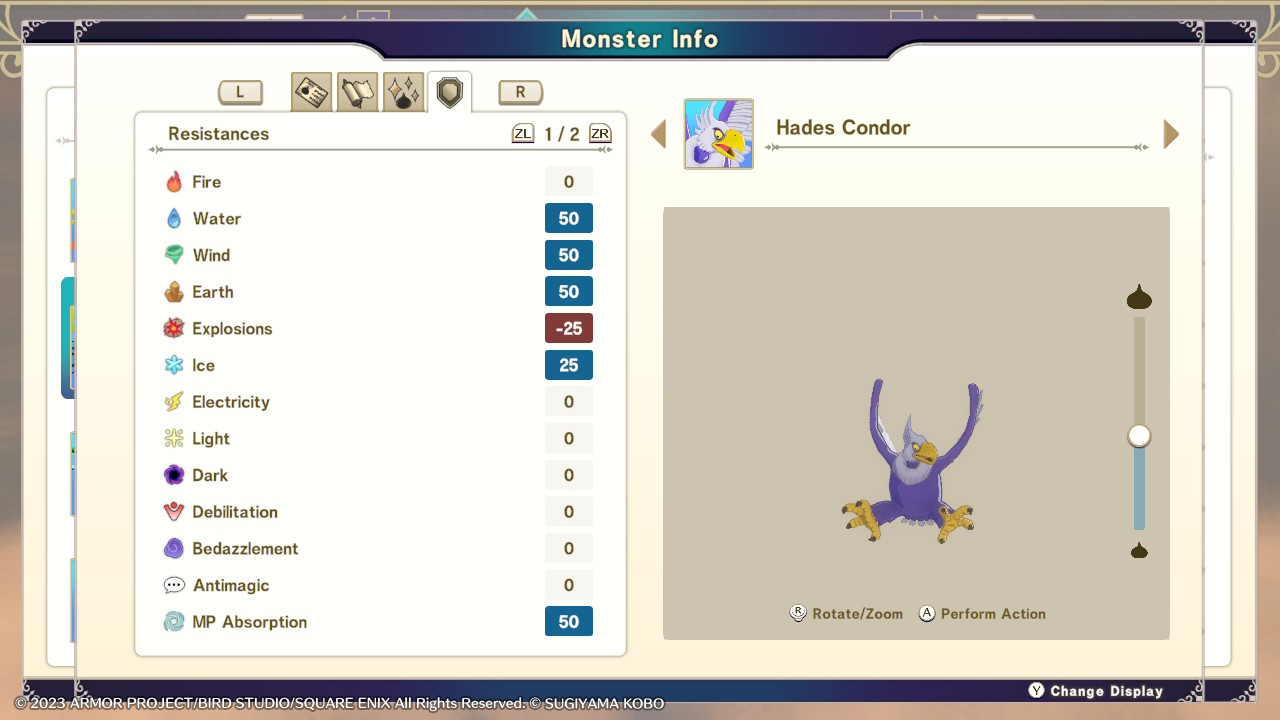 Monster Info
L
R
Resistances
ZL 1 / 2 ZR
Hades Condor
Fire 0
Water 50
Wind 50
Earth 50
Explosions -25
Ice 25
Electricity 0
Light 0
Dark 0
Debilitation 0
Bedazzlement 0
Antimagic 0
MP Absorption 50
R Rotate/Zoom A Perform Action
Y Change Display
© 2023 ARMOR PROJECT/BIRD STUDIO/SQUARE ENIX All Rights Reserved. © SUGIYAMA KOBO